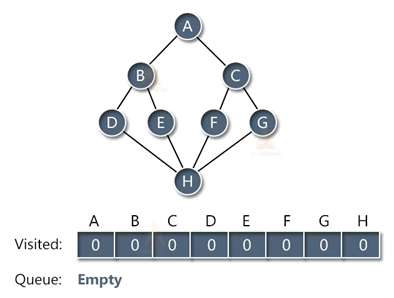 A
B C
D E F G
H
A B C D E F G H
Visited: 0 0 0 0 0 0 0 0
Queue: Empty